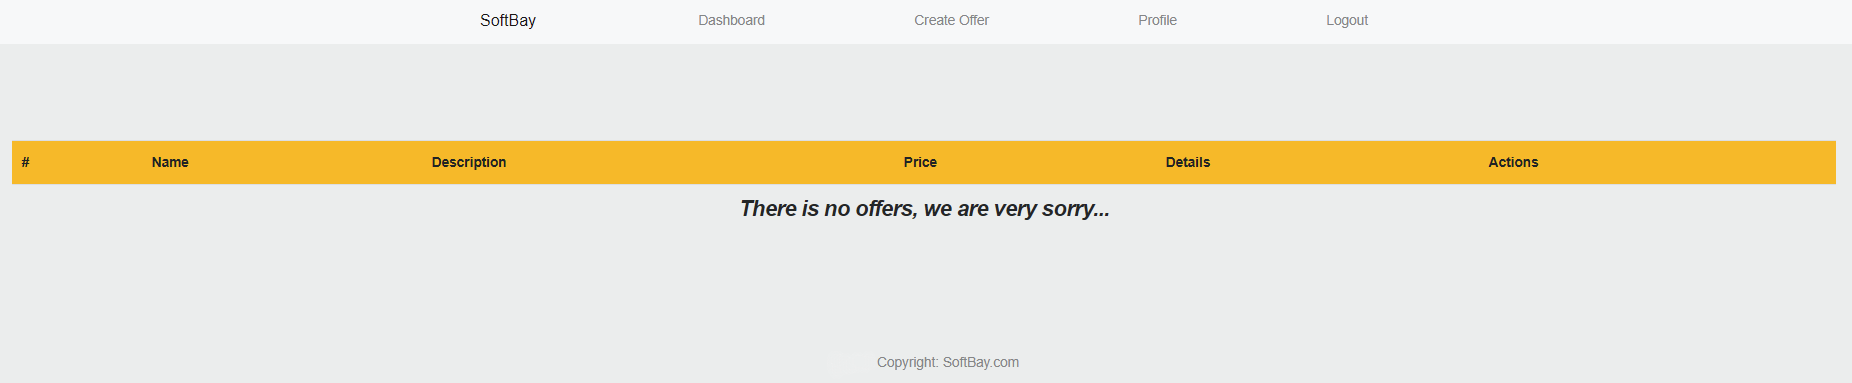 SoftBay Dashboard Create Offer Profile Logout
# Name Description Price Details Actions
There is no offers, we are very sorry...
Copyright: SoftBay.com